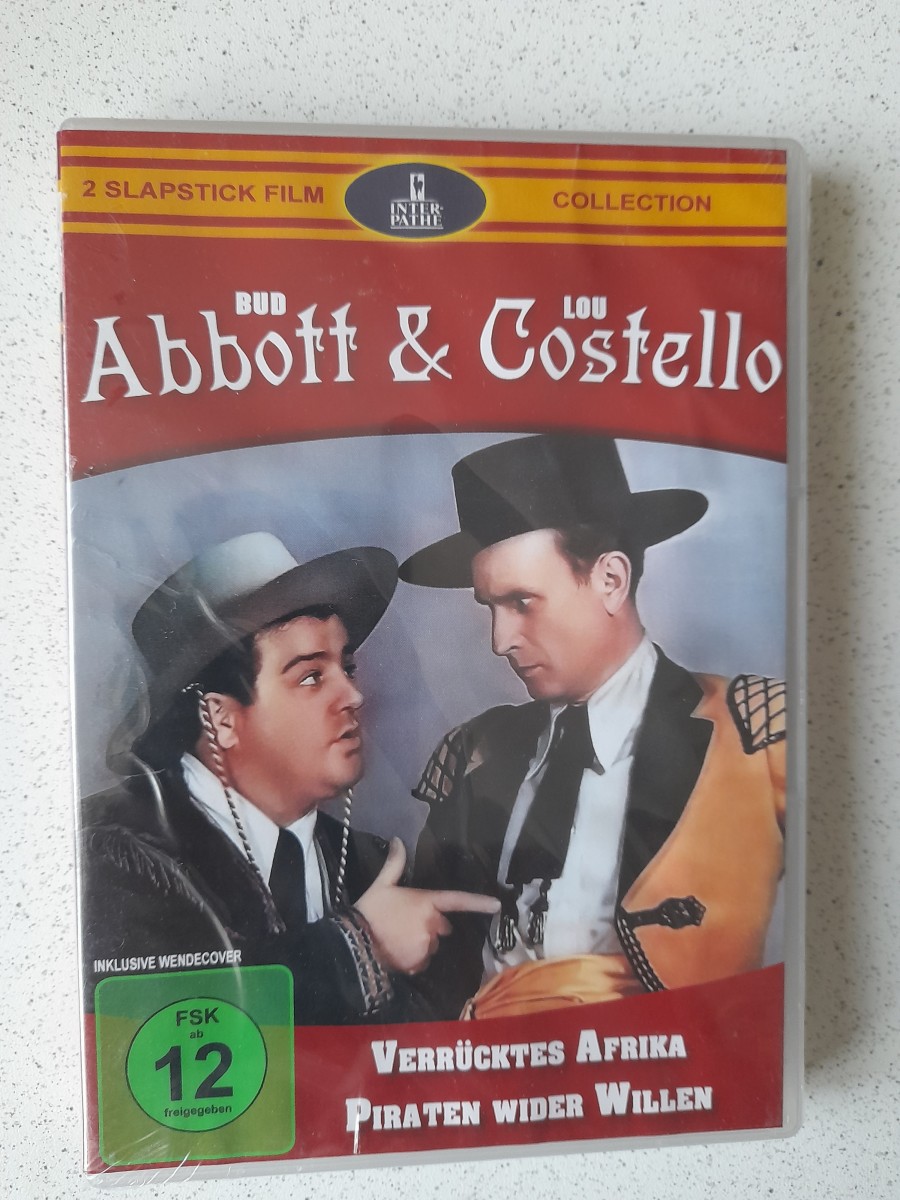 2 SLAPSTICK FILM
INTER-
PATHE
COLLECTION
BUD
LOU
Abbott & Costello
INKLUSIVE WENDECOVER
FSK
ab
12
freigegeben
VERRÜCKTES AFRIKA
PIRATEN WIDER WILLEN